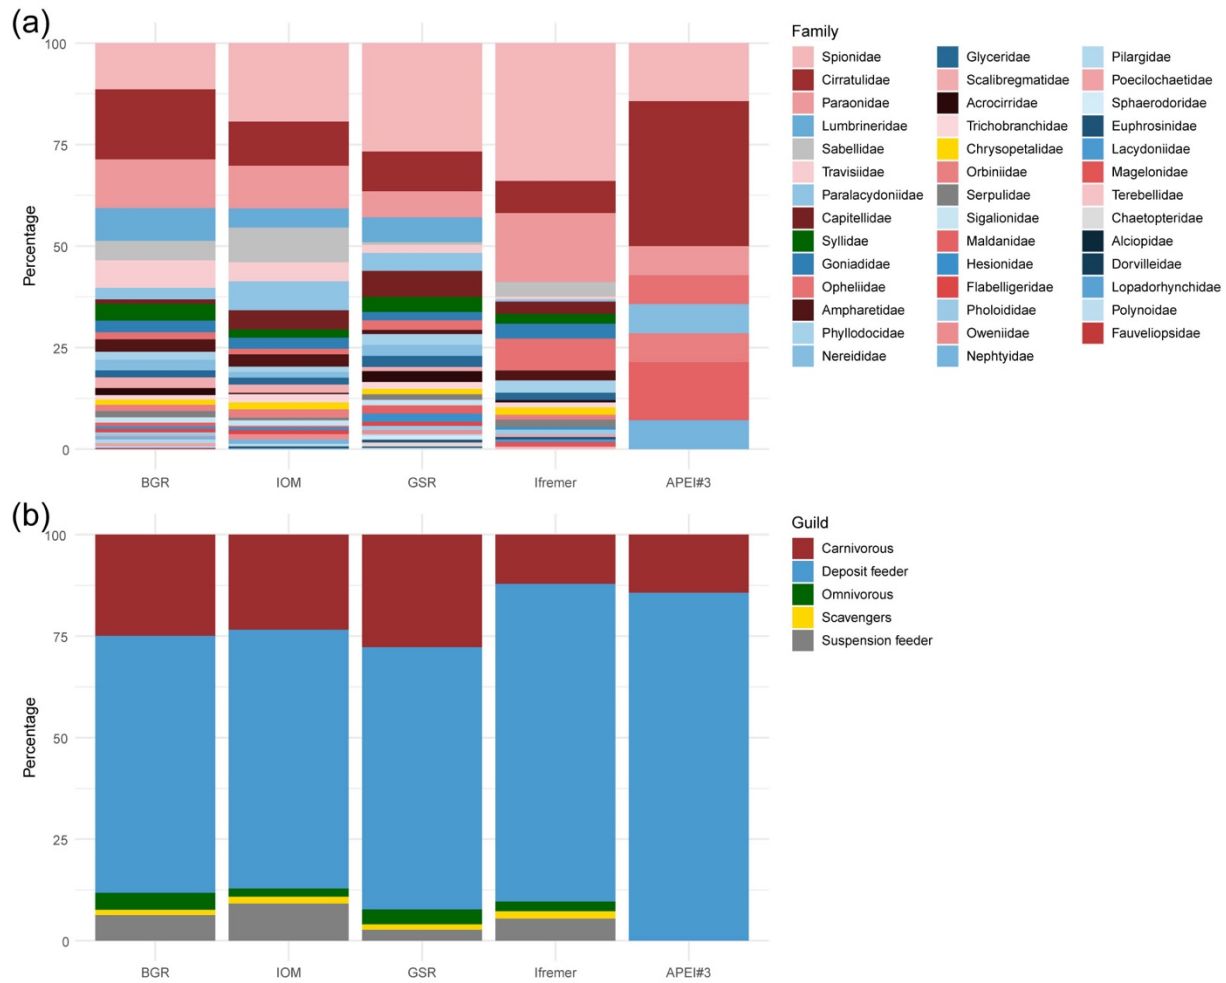 (a)
100
75
50
25
0
Percentage
BGR IOM GSR Ifremer APEI#3
Family
Spionidae
Cirratulidae
Paraonidae
Lumbrineridae
Sabellidae
Travisiidae
Paralacydoniidae
Capitellidae
Syllidae
Goniadidae
Opheliidae
Ampharetidae
Phyllodocidae
Nereididae
Glyceridae
Scalibregmatidae
Acrocirridae
Trichobranchidae
Chrysopetalidae
Orbiniidae
Serpulidae
Sigalionidae
Maldanidae
Hesionidae
Flabelligeridae
Pholoididae
Oweniidae
Nephtyidae
Pilargidae
Poecilochaetidae
Sphaerodoridae
Euphrosinidae
Lacydoniidae
Magelonidae
Terebellidae
Chaetopteridae
Alciopidae
Dorvilleidae
Lopadorhynchidae
Polynoidae
Fauveliopsidae
(b)
100
75
50
25
0
Percentage
BGR IOM GSR Ifremer APEI#3
Guild
Carnivorous
Deposit feeder
Omnivorous
Scavengers
Suspension feeder